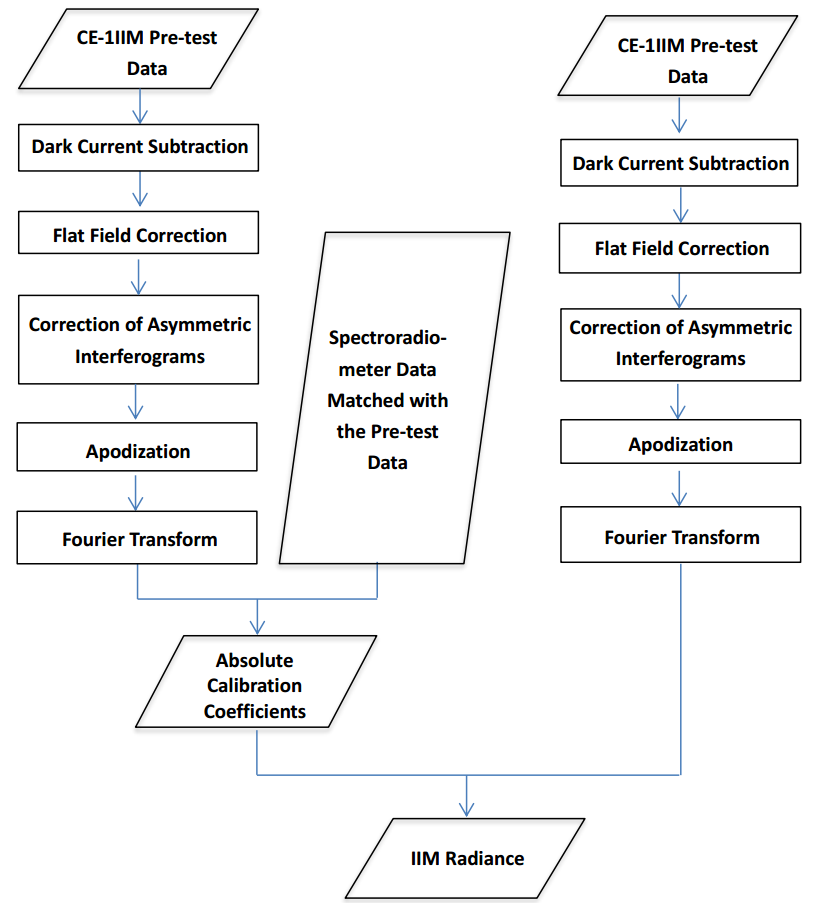 CE-1IIM Pre-test
Data
Dark Current Subtraction
Flat Field Correction
Correction of Asymmetric
Interferograms
Apodization
Fourier Transform
Spectroradio-
meter Data
Matched with
the Pre-test
Data
CE-1IIM Pre-test
Data
Dark Current Subtraction
Flat Field Correction
Correction of Asymmetric
Interferograms
Apodization
Fourier Transform
Absolute
Calibration
Coefficients
IIM Radiance